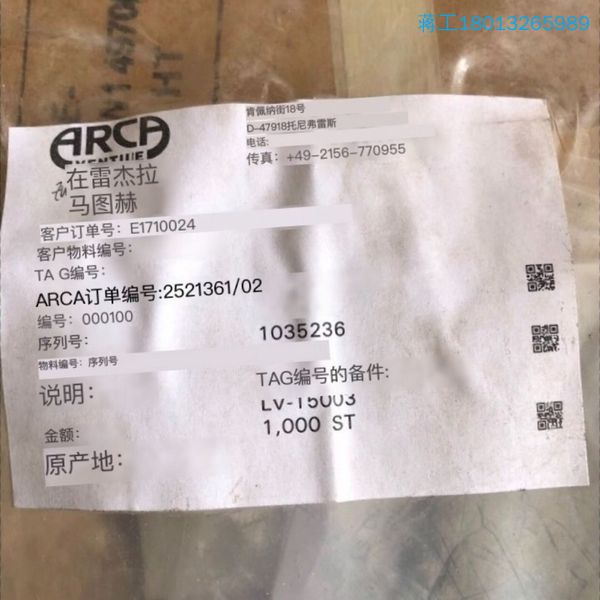 蒋工18013265989
ARCA
肯佩纳街18号
D-47918托尼弗雷斯
电话:
传真：+49-2156-770955
在雷杰拉
马图赫
客户订单号：E1710024
客户物料编号：
TA G编号：
ARCA订单编号:2521361/02
编号：000100
序列号： 1035236
物料编号：序列号
说明： TAG编号的备件:
LV-15003
金额： 1,000 ST
原产地：